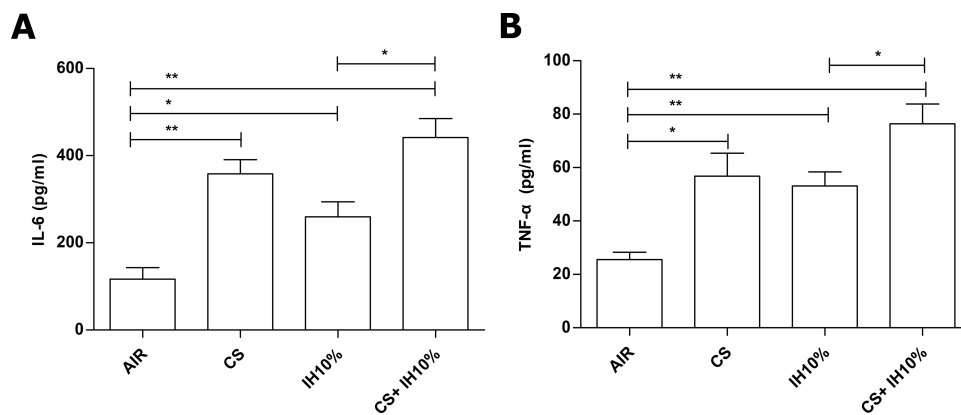 A
IL-6 (pg/ml)
600
400
200
0
*
**
*
**
AIR
CS
IH10%
CS+ IH10%
B
TNF-α (pg/ml)
100
80
60
40
20
0
*
**
**
*
AIR
CS
IH10%
CS+ IH10%